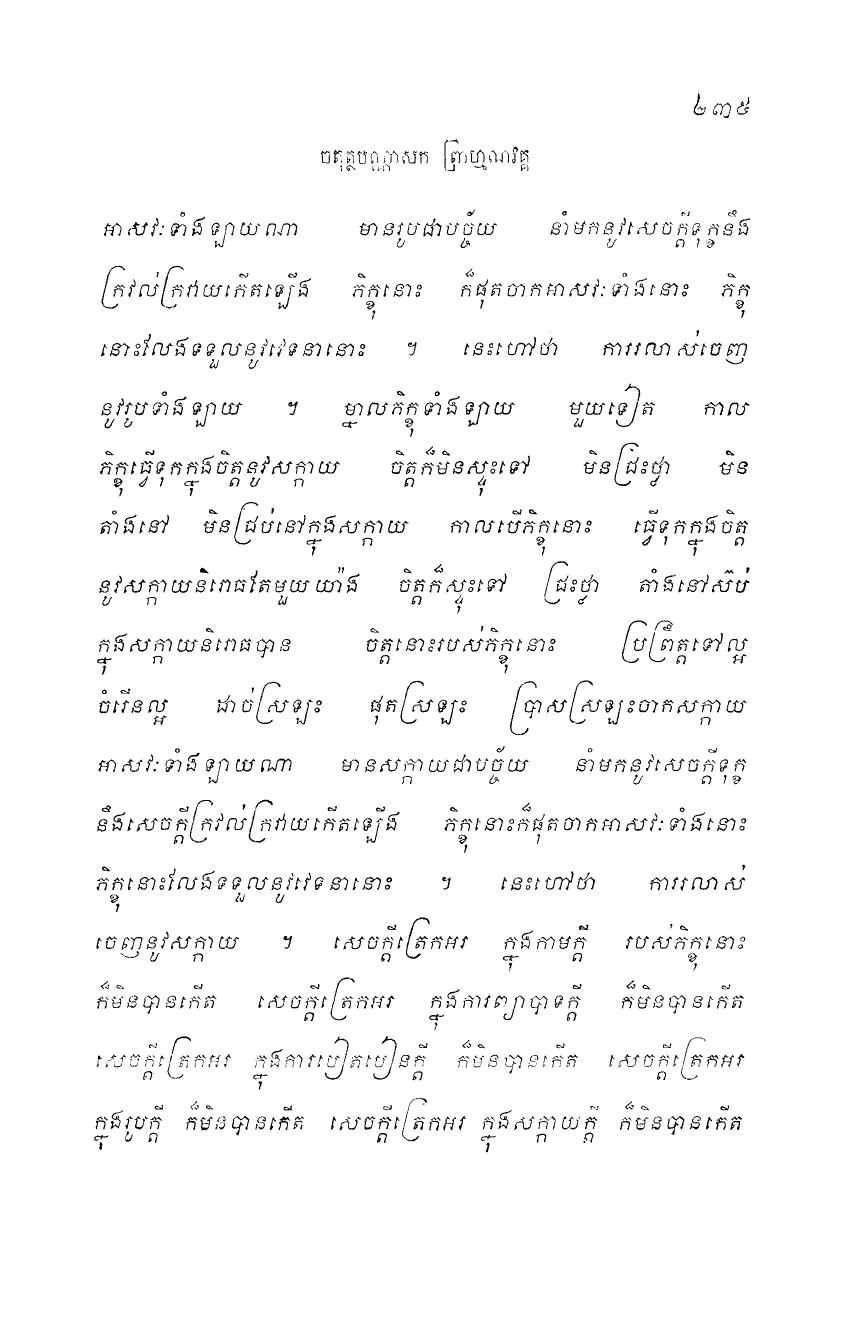 ២៣៥
ចតុត្ថបណ្ណាសក ព្រាហ្មណវគ្គ
អាសវៈទាំងឡាយណា មានរូបជាបច្ច័យ នាំមកនូវសេចក្តីទុក្ខនឹង
ក្រវល់ក្រវាយកើតឡើង ភិក្ខុនោះ ក៏ផុតចាកអាសវៈទាំងនោះ ភិក្ខុ
នោះលែងទទួលនូវវេទនានោះ ។ នេះហៅថា ការរលាស់ចេញ
នូវរូបទាំងឡាយ ។ ម្នាលភិក្ខុទាំងឡាយ មួយទៀត កាល
ភិក្ខុធ្វើទុកក្នុងចិត្តនូវសក្កាយ ចិត្តក៏មិនស្ទុះទៅ មិនជ្រះថ្លា មិន
តាំងនៅ មិនជ្រប់នៅក្នុងសក្កាយ កាលបើភិក្ខុនោះ ធ្វើទុកក្នុងចិត្ត
នូវសក្កាយនិរោធតែមួយយ៉ាង ចិត្តក៏ស្ទុះទៅ ជ្រះថ្លា តាំងនៅស៊ប់
ក្នុងសក្កាយនិរោធបាន ចិត្តនោះរបស់ភិក្ខុនោះ ប្រព្រឹត្តទៅល្អ
ចំរើនល្អ ដាច់ស្រឡះ ផុតស្រឡះ ប្រាសស្រឡះចាកសក្កាយ
អាសវៈទាំងឡាយណា មានសក្កាយជាបច្ច័យ នាំមកនូវសេចក្តីទុក្ខ
នឹងសេចក្តីក្រវល់ក្រវាយកើតឡើង ភិក្ខុនោះក៏ផុតចាកអាសវៈទាំងនោះ
ភិក្ខុនោះលែងទទួលនូវវេទនានោះ ។ នេះហៅថា ការរលាស់
ចេញនូវសក្កាយ ។ សេចក្តីត្រេកអរ ក្នុងកាមក្តី របស់ភិក្ខុនោះ
ក៏មិនបានកើត សេចក្តីត្រេកអរ ក្នុងការព្យាបាទក្តី ក៏មិនបានកើត
សេចក្តីត្រេកអរ ក្នុងការបៀតបៀនក្តី ក៏មិនបានកើត សេចក្តីត្រេកអរ
ក្នុងរូបក្តី ក៏មិនបានកើត សេចក្តីត្រេកអរ ក្នុងសក្កាយក្តី ក៏មិនបានកើត